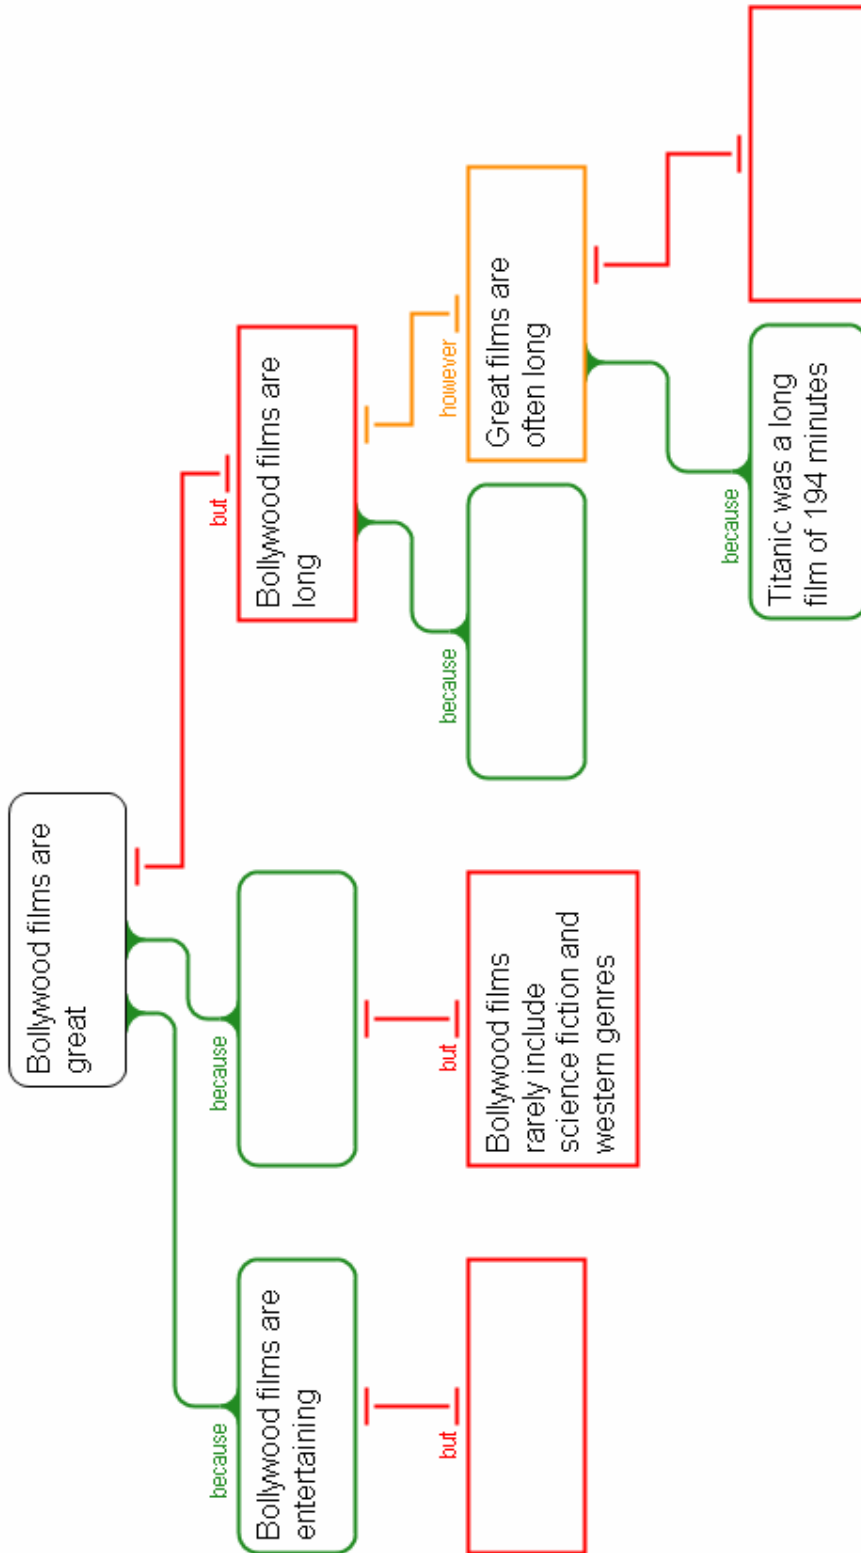 Bollywood films are
great
because
Bollywood films are
entertaining
because
but
Bollywood films are
long
but
but
Bollywood films
rarely include
science fiction and
western genres
because
however
Great films are
often long
because
Titanic was a long
film of 194 minutes